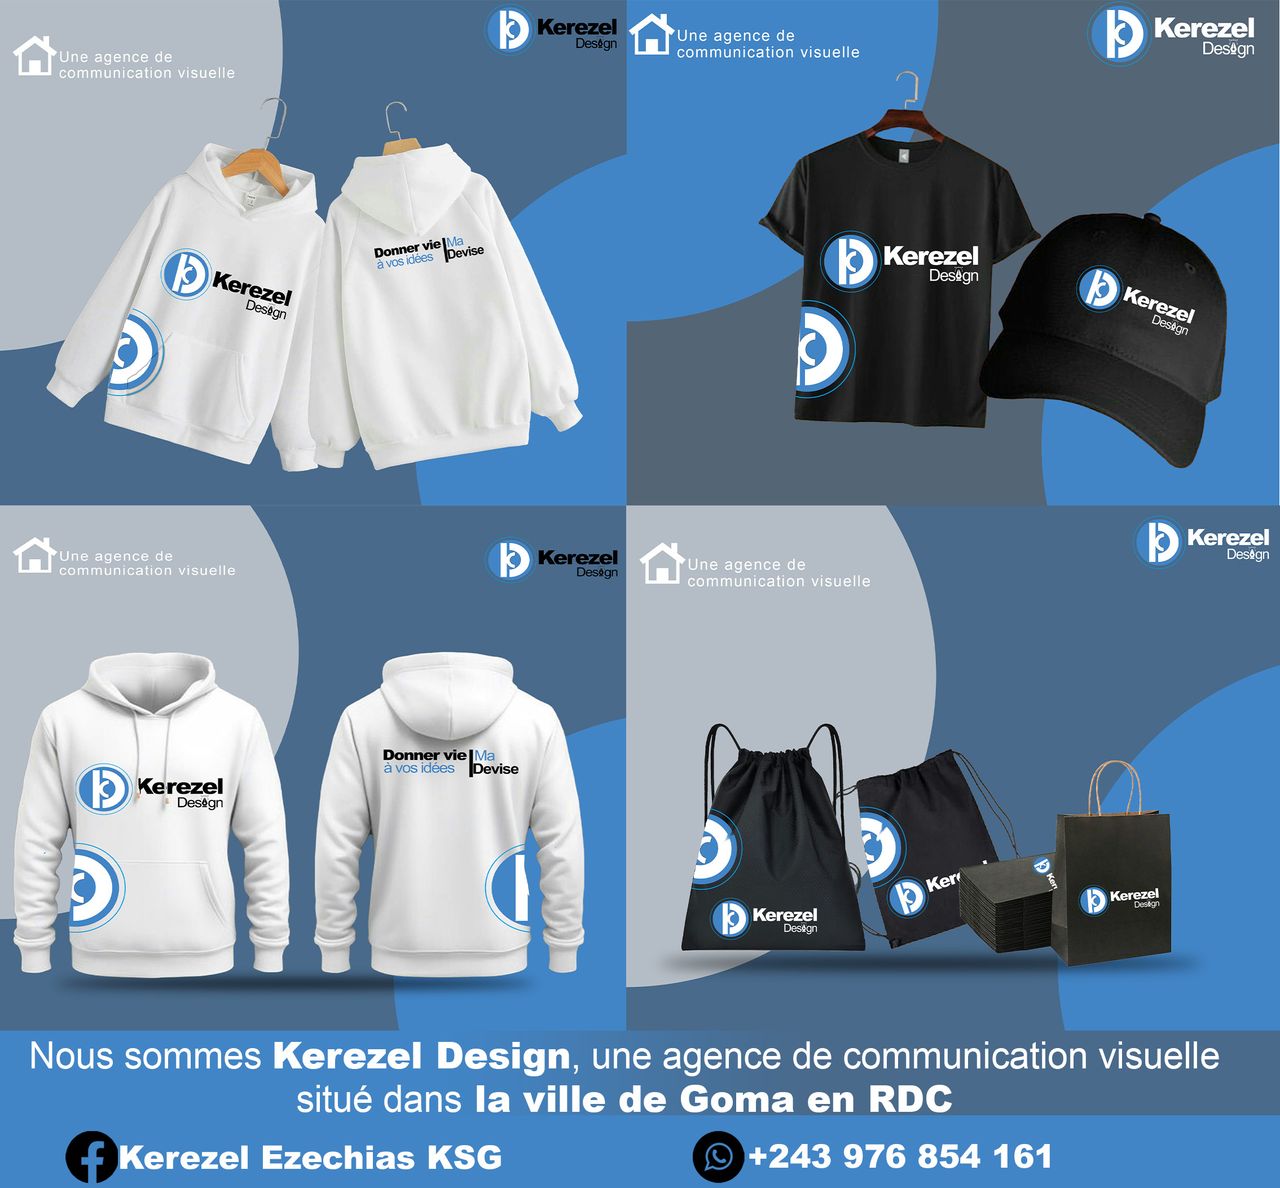 Une agence de
communication visuelle
Kerezel
Design
Kerezel
Design
Donner vie
à vos idées
Ma
Devise
Une agence de
communication visuelle
Kerezel
Design
Kerezel
Design
Kerezel
Design
Une agence de
communication visuelle
Kerezel
Design
Kerezel
Design
Donner vie
à vos idées
Ma
Devise
Une agence de
communication visuelle
Kerezel
Design
Kerezel
Design
Kere
Ker
Kerezel
Design
Nous sommes Kerezel Design, une agence de communication visuelle
situé dans la ville de Goma en RDC
Kerezel Ezechias KSG
+243 976 854 161